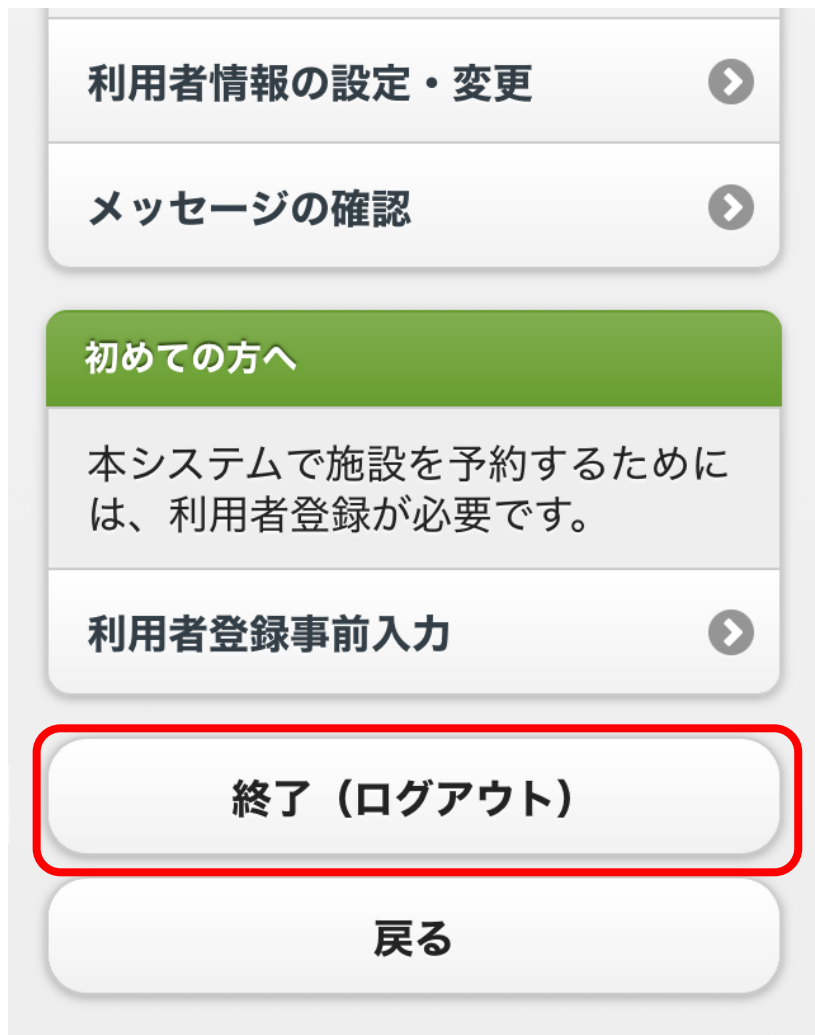 利用者情報の設定・変更
メッセージの確認
初めての方へ
本システムで施設を予約するために
は、利用者登録が必要です。
利用者登録事前入力
終了（ログアウト）
戻る